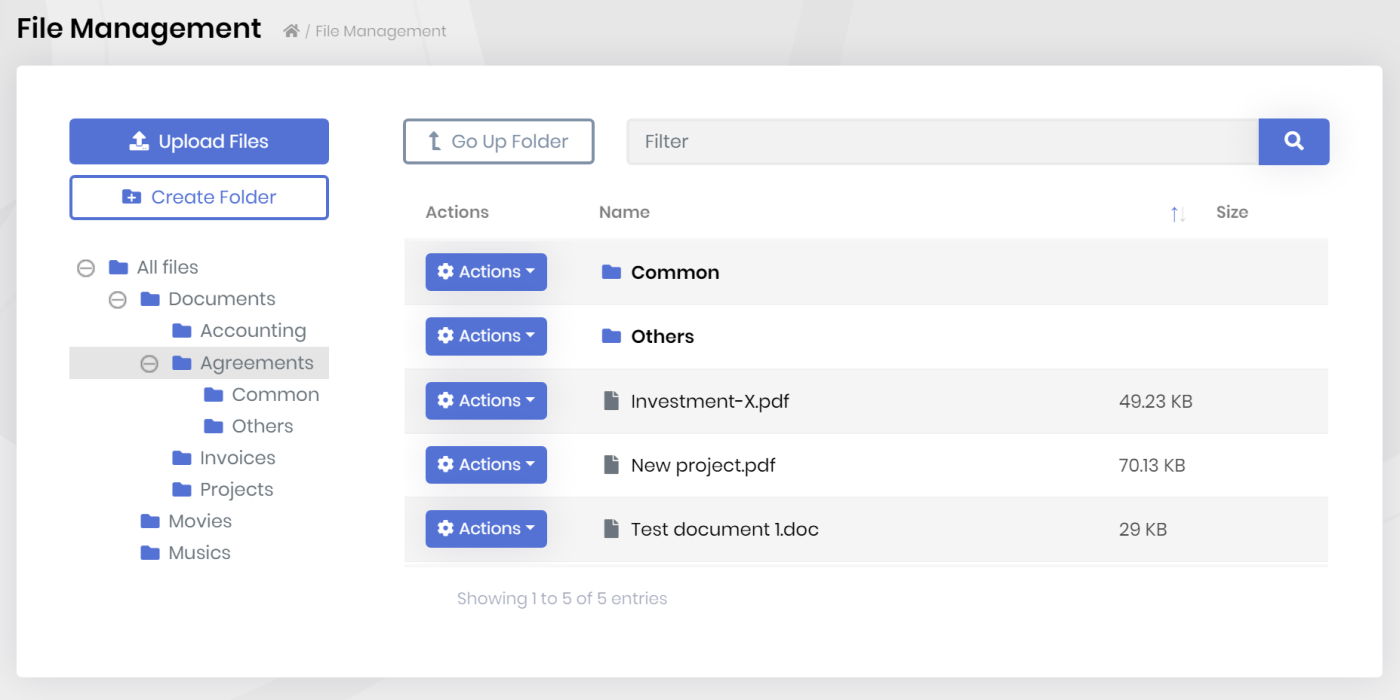 File Management / File Management
Upload Files
Create Folder
All files
Documents
Accounting
Agreements
Common
Others
Invoices
Projects
Movies
Musics
Go Up Folder Filter
Actions Name Size
Actions Common
Actions Others
Actions Investment-X.pdf 49.23 KB
Actions New project.pdf 70.13 KB
Actions Test document 1.doc 29 KB
Showing 1 to 5 of 5 entries